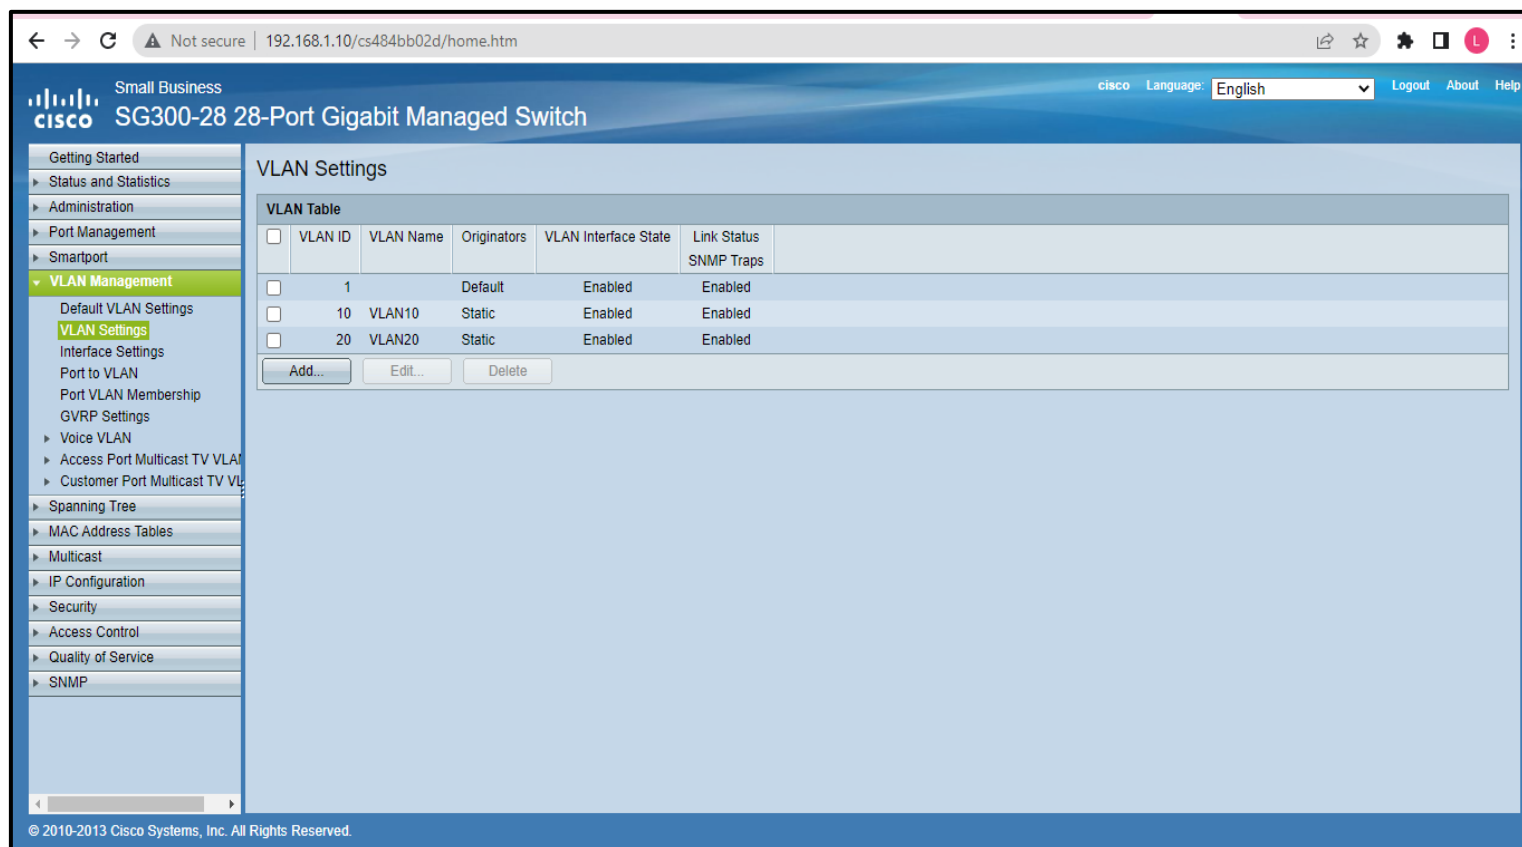 Not secure | 192.168.1.10/cs484bb02d/home.htm
L
Small Business
cisco Language: English Logout About Help
CISCO SG300-28 28-Port Gigabit Managed Switch
Getting Started
Status and Statistics
Administration
Port Management
Smartport
VLAN Management
Default VLAN Settings
VLAN Settings
Interface Settings
Port to VLAN
Port VLAN Membership
GVRP Settings
Voice VLAN
Access Port Multicast TV VLA
Customer Port Multicast TV VL
Spanning Tree
MAC Address Tables
Multicast
IP Configuration
Security
Access Control
Quality of Service
SNMP
VLAN Settings
VLAN Table
VLAN ID VLAN Name Originators VLAN Interface State Link Status
SNMP Traps
1 Default Enabled Enabled
10 VLAN10 Static Enabled Enabled
20 VLAN20 Static Enabled Enabled
Add... Edit... Delete
© 2010-2013 Cisco Systems, Inc. All Rights Reserved.